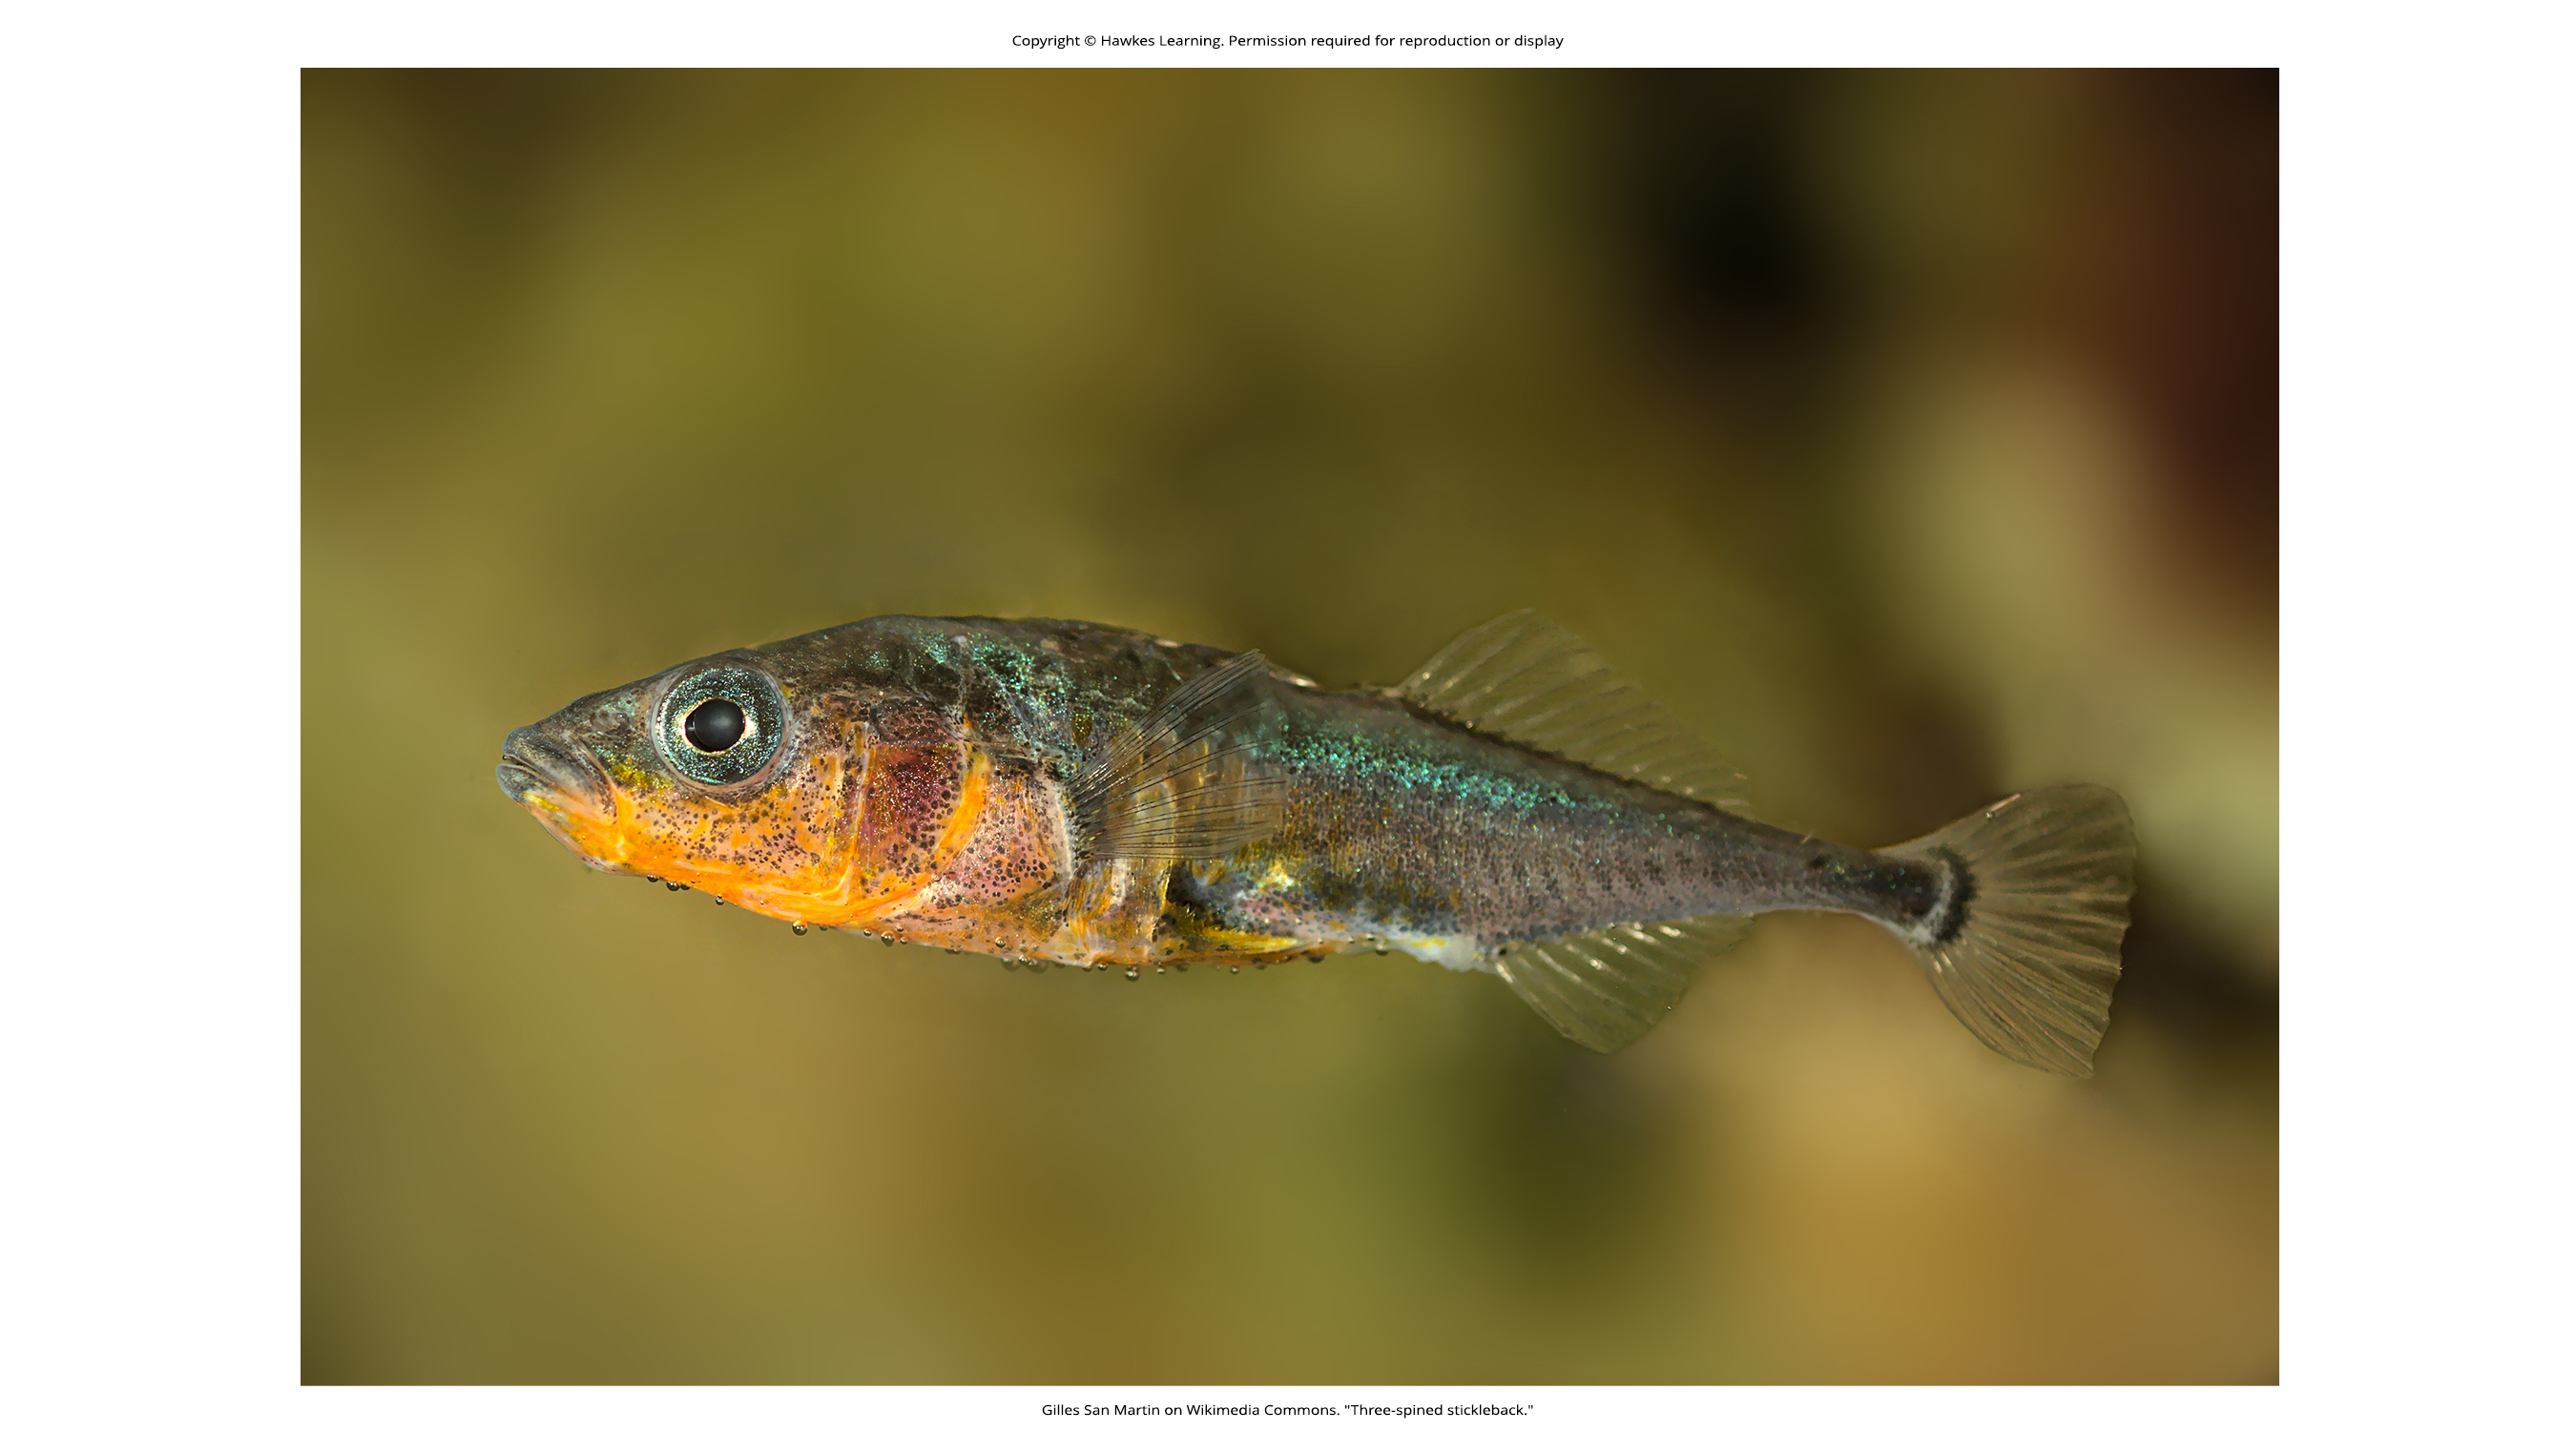 Copyright © Hawkes Learning. Permission required for reproduction or display
Gilles San Martin on Wikimedia Commons. "Three-spined stickleback."